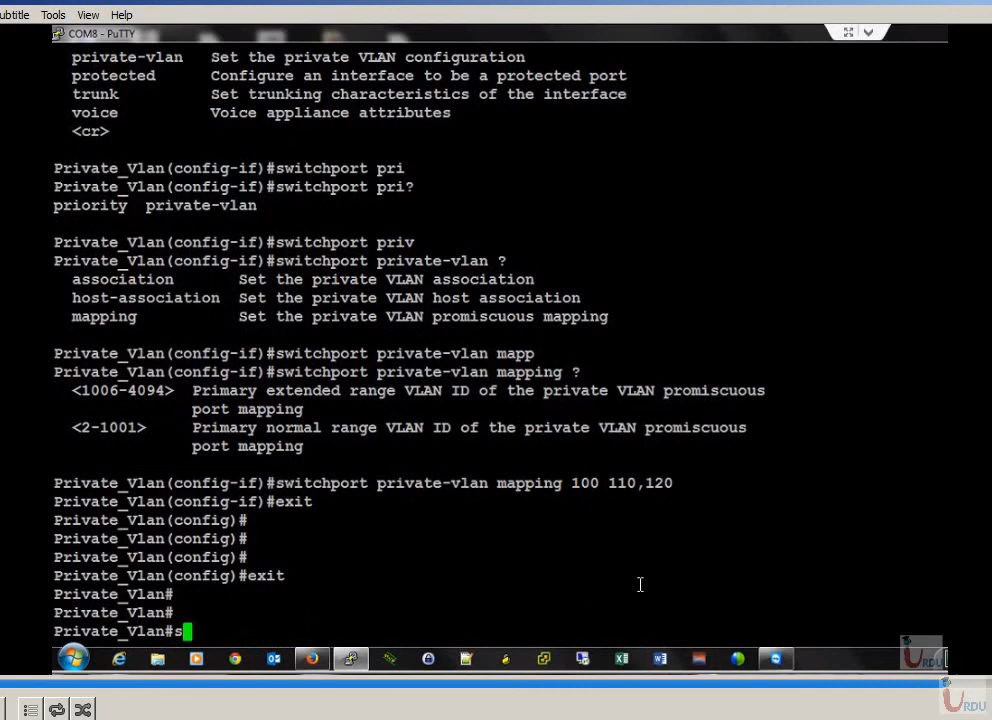 ubtitle Tools View Help
COM8 - PuTTY
private-vlan Set the private VLAN configuration
protected Configure an interface to be a protected port
trunk Set trunking characteristics of the interface
voice Voice appliance attributes
<cr>
Private_Vlan(config-if)#switchport pri
Private_Vlan(config-if)#switchport pri?
priority private-vlan
Private_Vlan(config-if)#switchport priv
Private_Vlan(config-if)#switchport private-vlan ?
association Set the private VLAN association
host-association Set the private VLAN host association
mapping Set the private VLAN promiscuous mapping
Private_Vlan(config-if)#switchport private-vlan mapp
Private_Vlan(config-if)#switchport private-vlan mapping ?
<1006-4094> Primary extended range VLAN ID of the private VLAN promiscuous
port mapping
<2-1001> Primary normal range VLAN ID of the private VLAN promiscuous
port mapping
Private_Vlan(config-if)#switchport private-vlan mapping 100 110,120
Private_Vlan(config-if)#exit
Private_Vlan(config)#
Private_Vlan(config)#
Private_Vlan(config)#
Private_Vlan(config)#exit
Private_Vlan#
Private_Vlan#
Private_Vlan#s
URDU
URDU